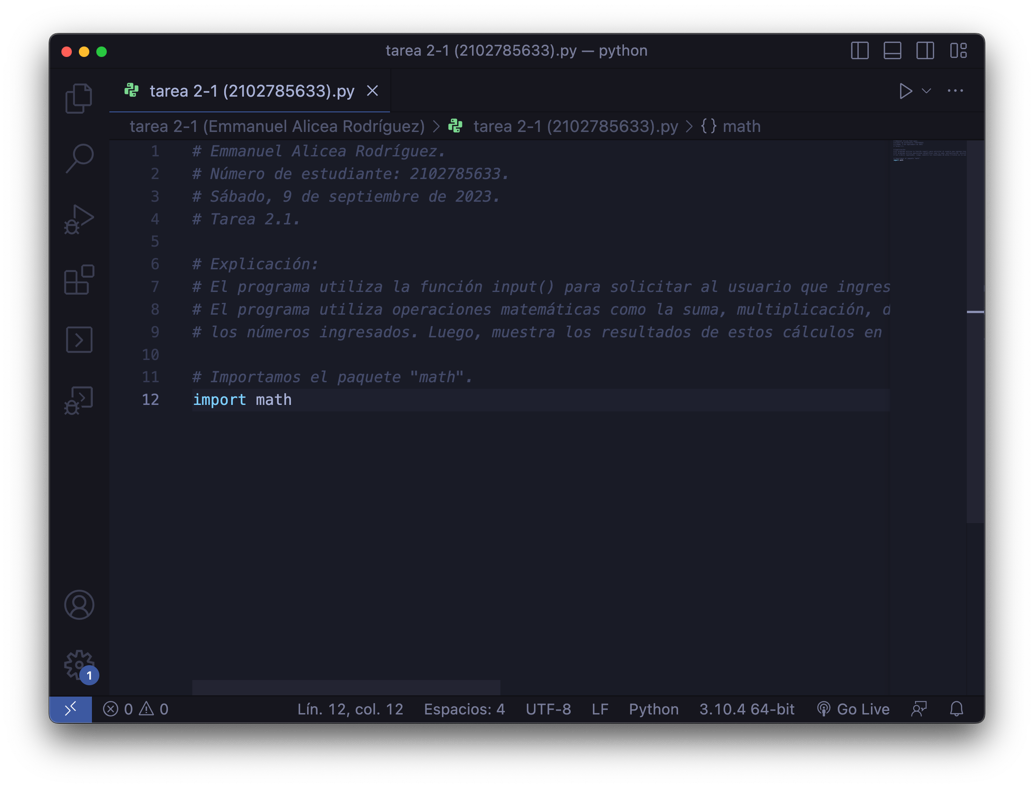 tarea 2-1 (2102785633).py — python
tarea 2-1 (2102785633).py
tarea 2-1 (Emmanuel Alicea Rodríguez) > tarea 2-1 (2102785633).py > {} math
1 # Emmanuel Alicea Rodríguez.
2 # Número de estudiante: 2102785633.
3 # Sábado, 9 de septiembre de 2023.
4 # Tarea 2.1.
5
6 # Explicación:
7 # El programa utiliza la función input() para solicitar al usuario que ingres
8 # El programa utiliza operaciones matemáticas como la suma, multiplicación, d
9 # los números ingresados. Luego, muestra los resultados de estos cálculos en
10
11 # Importamos el paquete "math".
12 import math
1
0 0 Lín. 12, col. 12 Espacios: 4 UTF-8 LF Python 3.10.4 64-bit Go Live